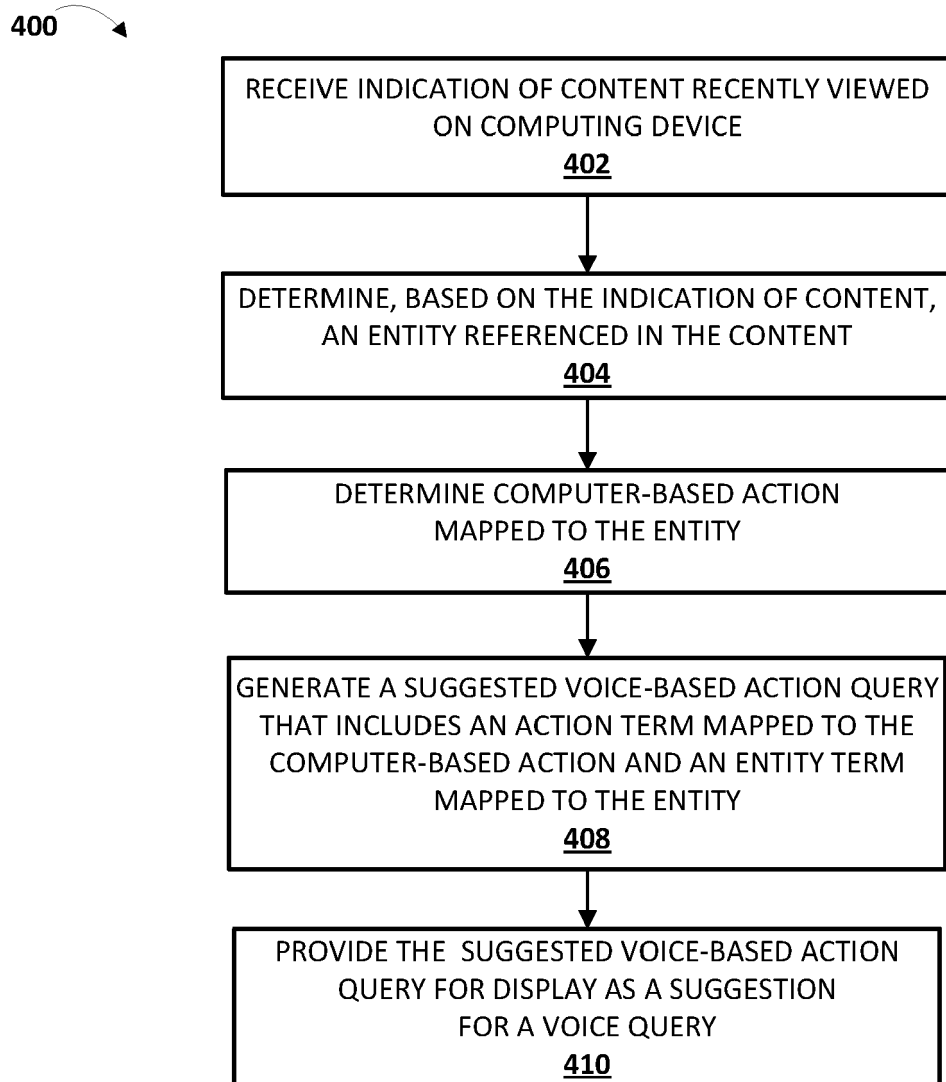 400
RECEIVE INDICATION OF CONTENT RECENTLY VIEWED
ON COMPUTING DEVICE
402
DETERMINE, BASED ON THE INDICATION OF CONTENT,
AN ENTITY REFERENCED IN THE CONTENT
404
DETERMINE COMPUTER-BASED ACTION
MAPPED TO THE ENTITY
406
GENERATE A SUGGESTED VOICE-BASED ACTION QUERY
THAT INCLUDES AN ACTION TERM MAPPED TO THE
COMPUTER-BASED ACTION AND AN ENTITY TERM
MAPPED TO THE ENTITY
408
PROVIDE THE SUGGESTED VOICE-BASED ACTION
QUERY FOR DISPLAY AS A SUGGESTION
FOR A VOICE QUERY
410